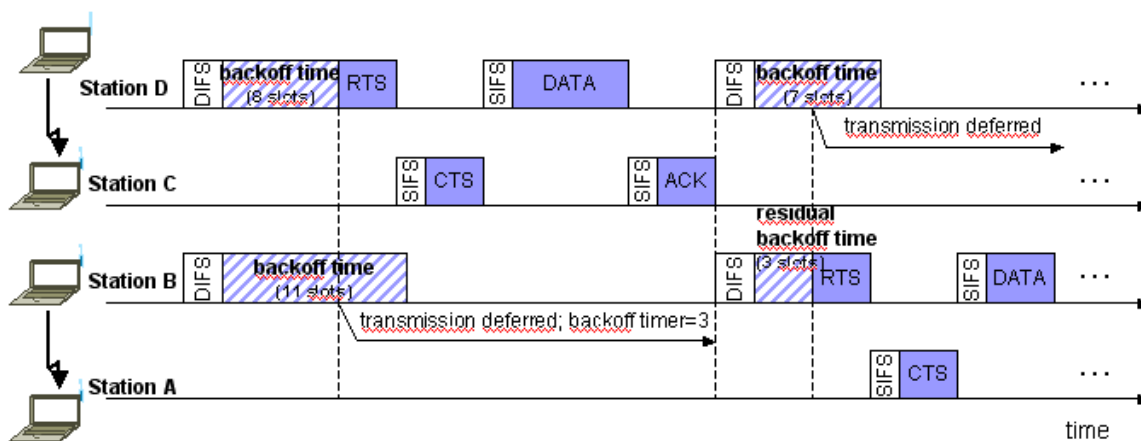 Station D
DIFS
backoff time
(8 slots)
RTS
SIFS
DATA
DIFS
backoff time
(7 slots)
...
transmission deferred
Station C
SIFS
CTS
SIFS
ACK
...
residual
backoff time
(3 slots)
Station B
DIFS
backoff time
(11 slots)
DIFS
RTS
SIFS
DATA
...
transmission deferred; backoff timer=3
Station A
SIFS
CTS
...
time